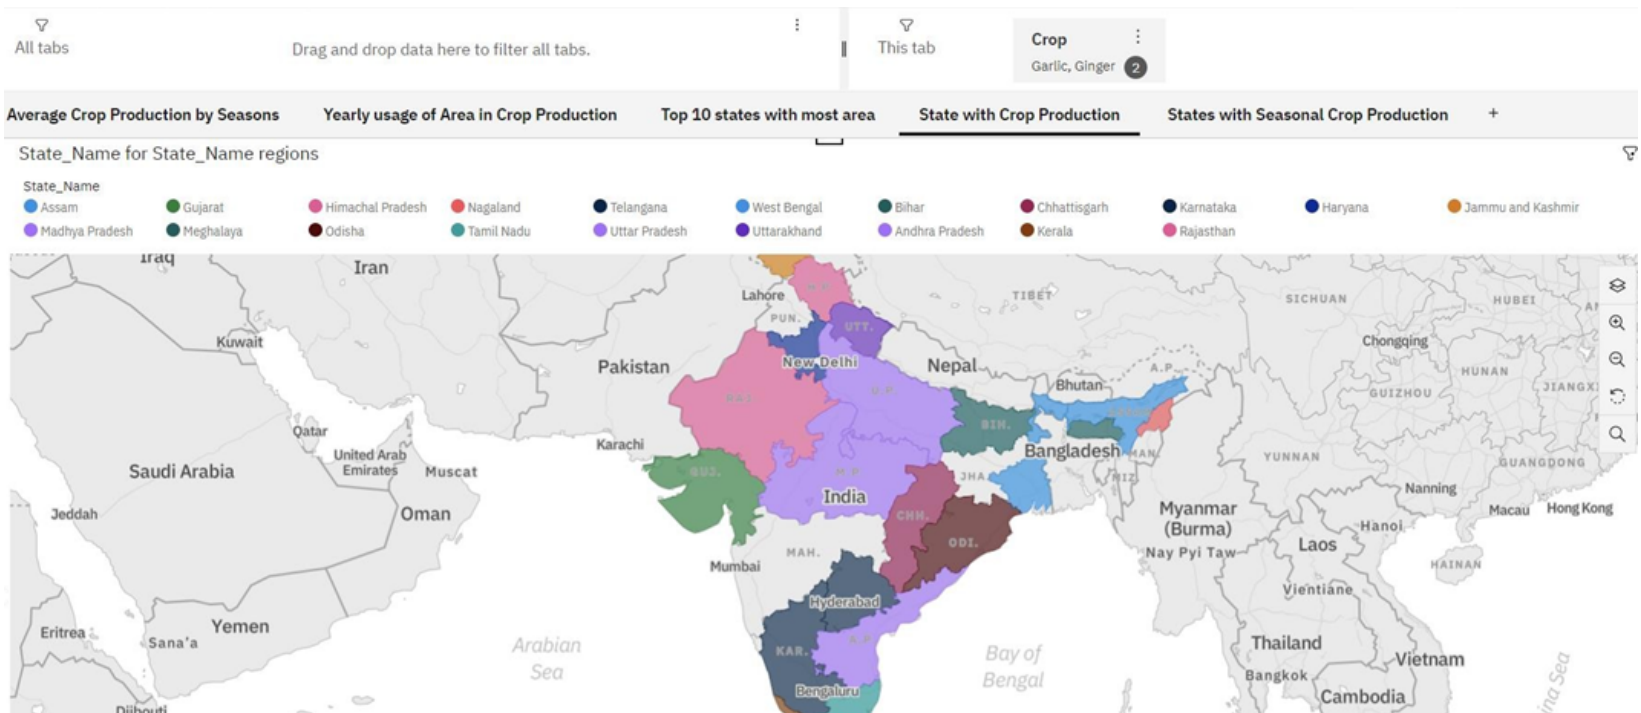 All tabs
Drag and drop data here to filter all tabs.
This tab
Crop
Garlic, Ginger 2
Average Crop Production by Seasons
Yearly usage of Area in Crop Production
Top 10 states with most area
State with Crop Production
States with Seasonal Crop Production
+
State_Name for State_Name regions
State_Name
Assam Gujarat Himachal Pradesh Nagaland Telangana West Bengal Bihar Chhattisgarh Karnataka Haryana Jammu and Kashmir
Madhya Pradesh Meghalaya Odisha Tamil Nadu Uttar Pradesh Uttarakhand Andhra Pradesh Kerala Rajasthan
Iraq
Iran
Lahore
H.P.
TIBET
SICHUAN
HUBEI
PUN.
UTT.
Kuwait
Chongqing
New Delhi
Pakistan
Nepal
A.P.
HUNAN
Bhutan
JIANGXI
GUIZHOU
U.P.
RAJ.
ASSAM
BIH.
Qatar
Karachi
United Arab
Emirates
Muscat
Bangladesh
MAN.
YUNNAN
GUANGDONG
Saudi Arabia
GUJ.
M.P.
JHA.
MIZ.
India
Nanning
Jeddah
Oman
CHH.
Myanmar
(Burma)
Macau
Hong Kong
Hanoi
ODI.
MAH.
Nay Pyi Taw
Laos
Mumbai
HAINAN
Vientiane
Hyderabad
Eritrea
Yemen
Sana'a
A.P.
Arabian
Sea
KAR.
Bay of
Bengal
Thailand
Vietnam
Bangkok
Bengaluru
Cambodia
Djibouti
ina Sea